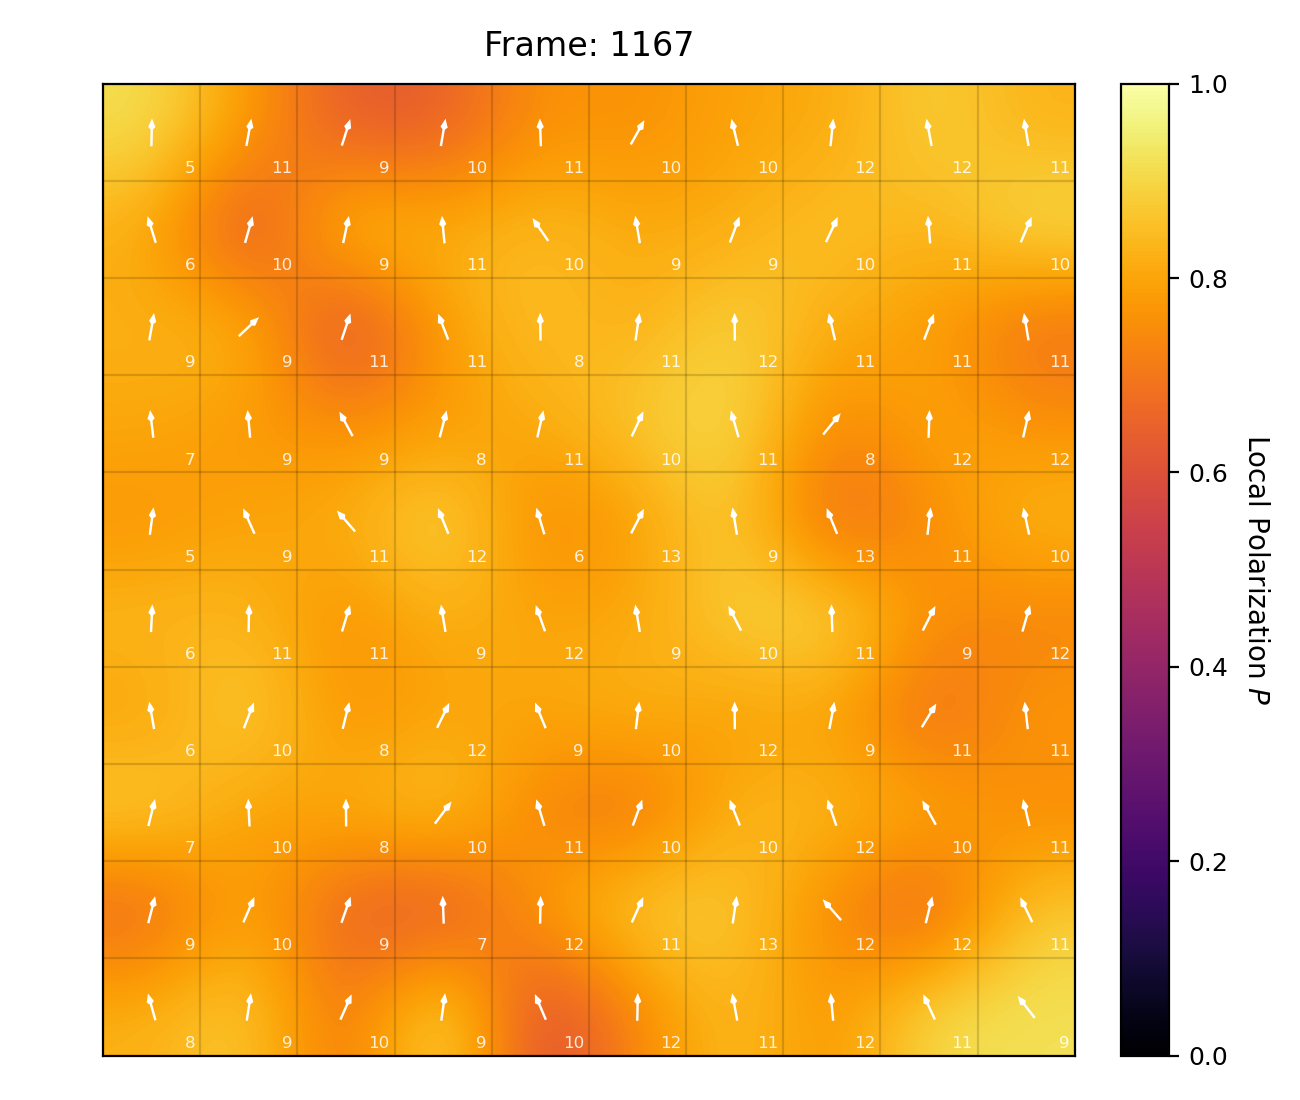 Frame: 1167
5 11 9 10 11 10 10 12 12 11
6 10 9 11 10 9 9 10 11 10
9 9 11 11 8 11 12 11 11 11
7 9 9 8 11 10 11 8 12 12
5 9 11 12 6 13 9 13 11 10
6 11 11 9 12 9 10 11 9 12
6 10 8 12 9 10 12 9 11 11
7 10 8 10 11 10 10 12 10 11
9 10 9 7 12 11 13 12 12 11
8 9 10 9 10 12 11 12 11 9
1.0
0.8
0.6
0.4
0.2
0.0
Local Polarization P